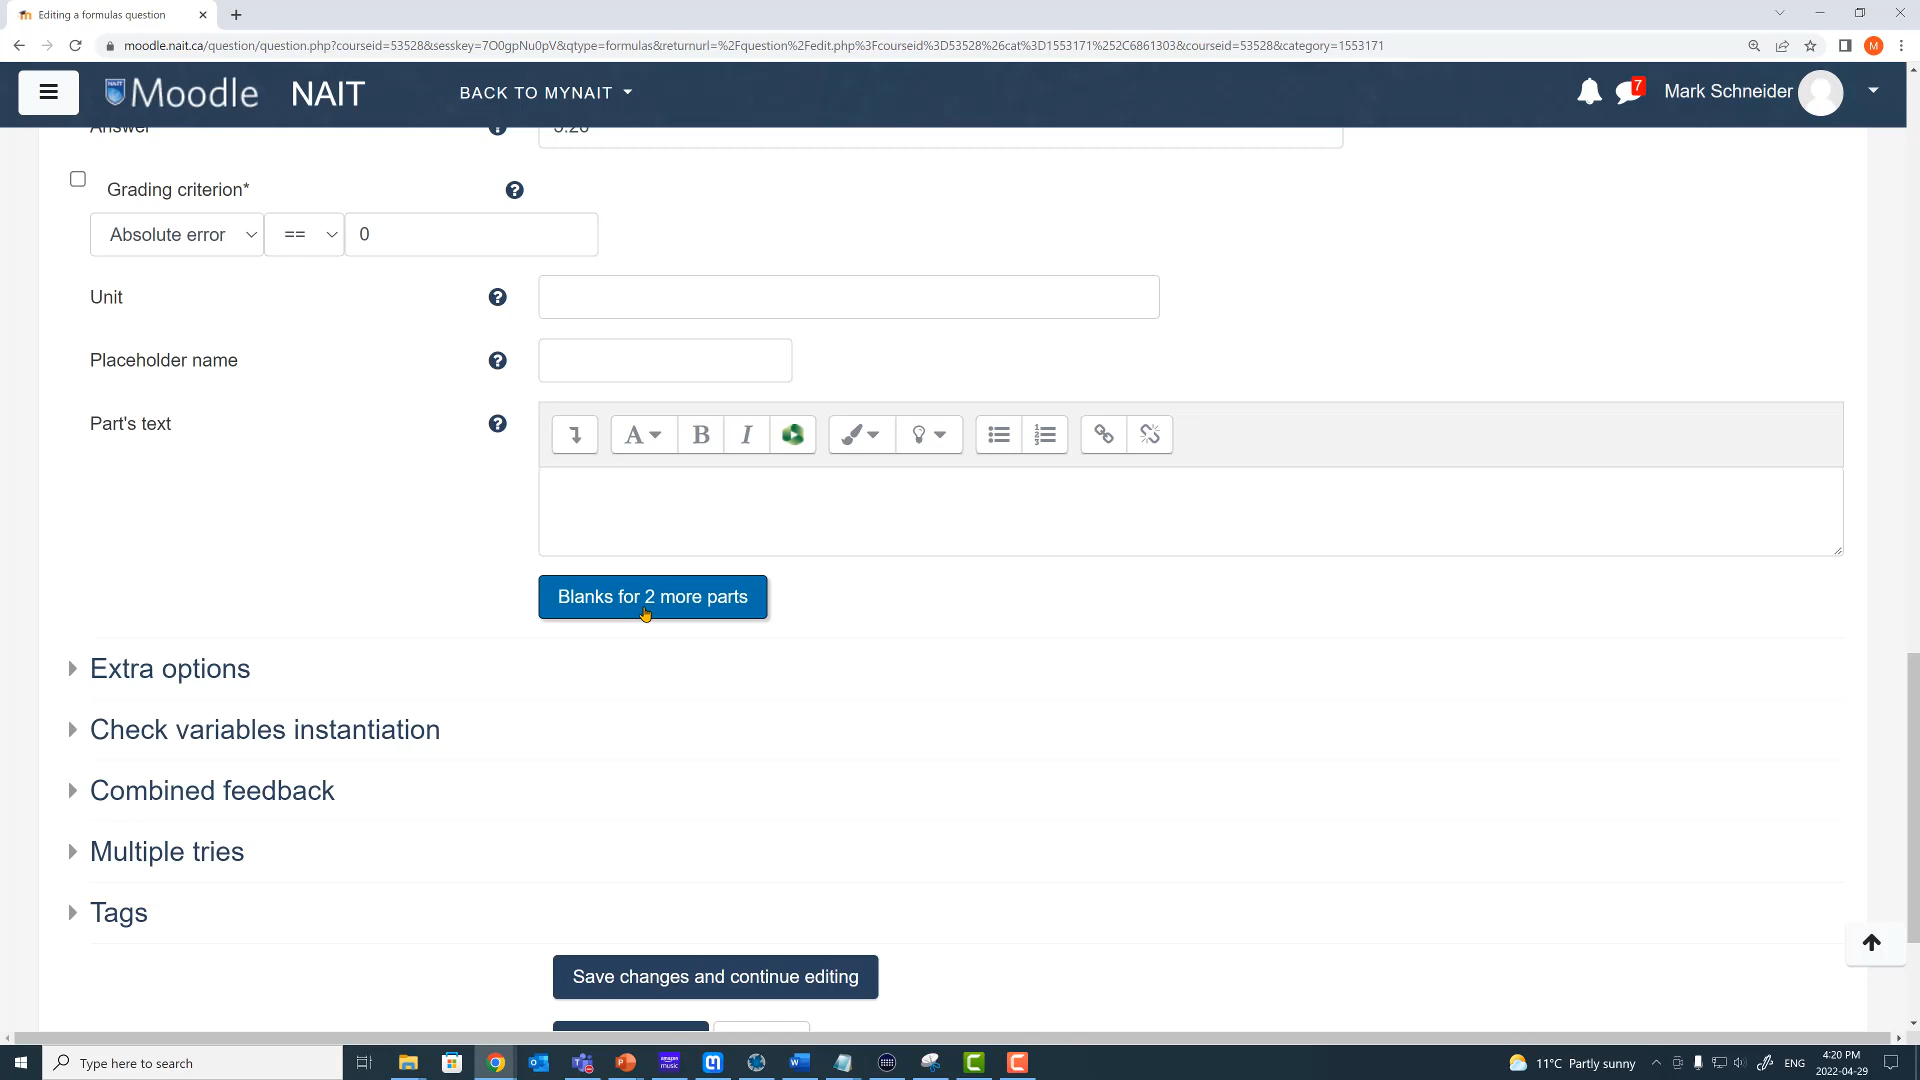 Editing a formulas question
moodle.nait.ca/question/question.php?courseid=53528&sesskey=7O0gpNu0pV&qtype=formulas&returnurl=%2Fquestion%2Fedit.php%3Fcourseid%3D53528%26cat%3D1553171%252C6861303&courseid=53528&category=1553171
M
Moodle NAIT BACK TO MYNAIT 7 Mark Schneider
Answer
Grading criterion*
Absolute error == 0
Unit
Placeholder name
Part's text
A B I
Blanks for 2 more parts
Extra options
Check variables instantiation
Combined feedback
Multiple tries
Tags
Save changes and continue editing
Type here to search
11°C Partly sunny ENG 4:20 PM
2022-04-29